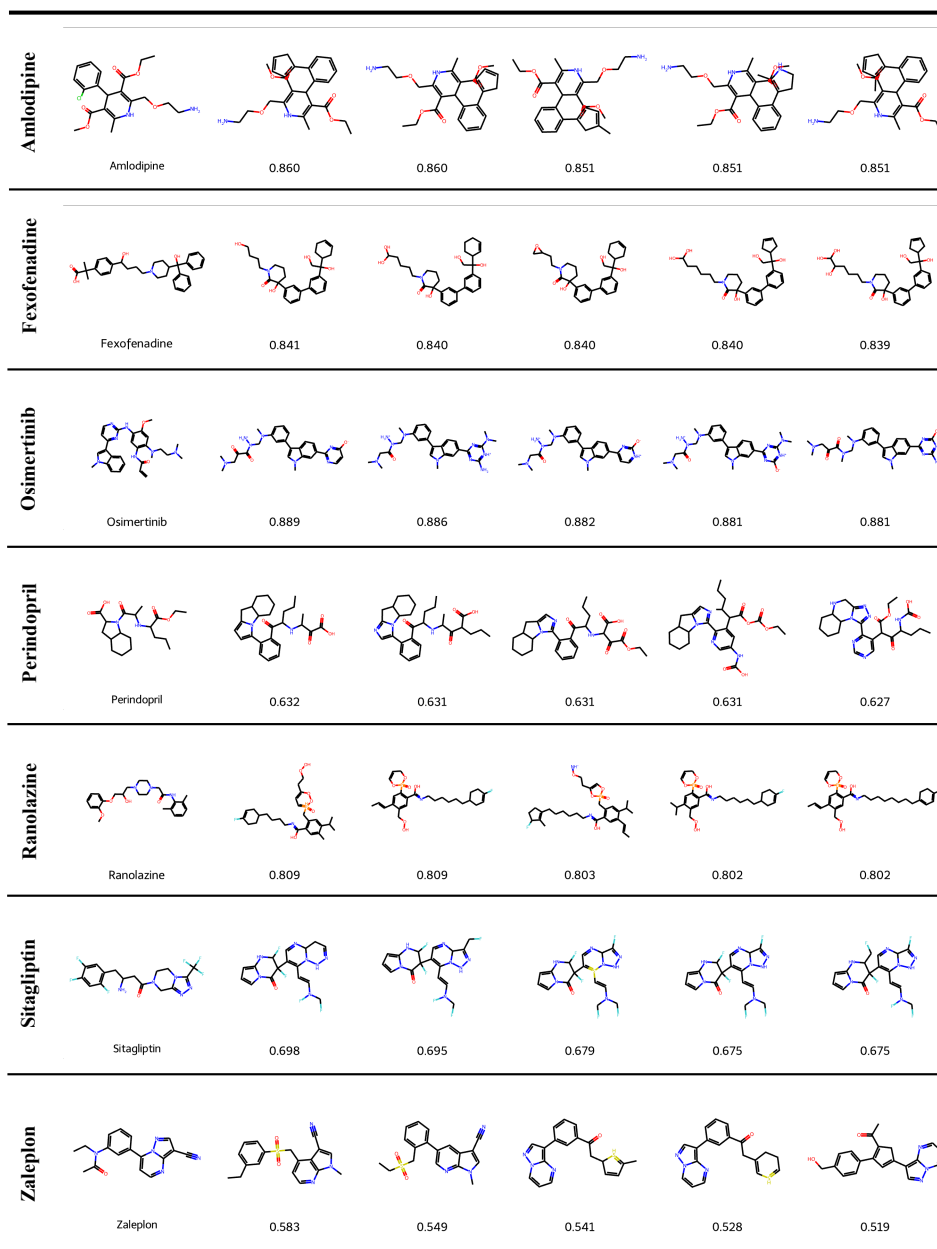 Amlodipine
Amlodipine 0.860 0.860 0.851 0.851 0.851
Fexofenadine
Fexofenadine 0.841 0.840 0.840 0.840 0.839
Osimertinib
Osimertinib 0.889 0.886 0.882 0.881 0.881
Perindopril
Perindopril 0.632 0.631 0.631 0.631 0.627
Ranolazine
Ranolazine 0.809 0.809 0.803 0.802 0.802
Sitagliptin
Sitagliptin 0.698 0.695 0.679 0.675 0.675
Zaleplon
Zaleplon 0.583 0.549 0.541 0.528 0.519